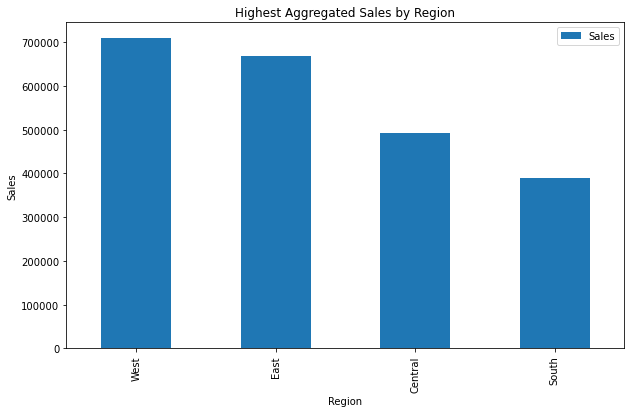 Highest Aggregated Sales by Region
Sales
700000
600000
500000
400000
300000
200000
100000
0
Sales
West
East
Central
South
Region